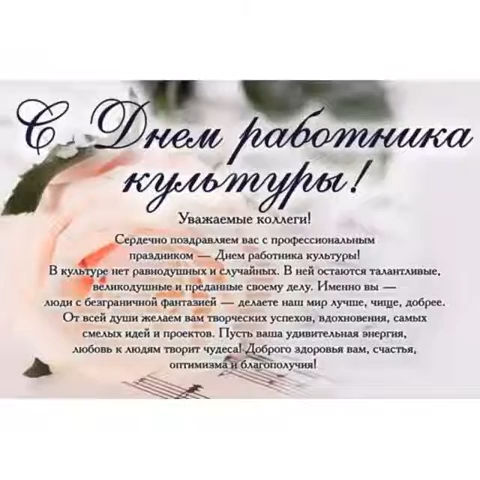 С Днем работника
культуры!
Уважаемые коллеги!
Сердечно поздравляем вас с профессиональным
праздником — Днем работника культуры!
В культуре нет равнодушных и случайных. В ней остаются талантливые,
великодушные и преданные своему делу. Именно вы —
люди с безграничной фантазией — делаете наш мир лучше, чище, добрее.
От всей души желаем вам творческих успехов, вдохновения, самых
смелых идей и проектов. Пусть ваша удивительная энергия,
любовь к людям творит чудеса! Доброго здоровья вам, счастья,
оптимизма и благополучия!